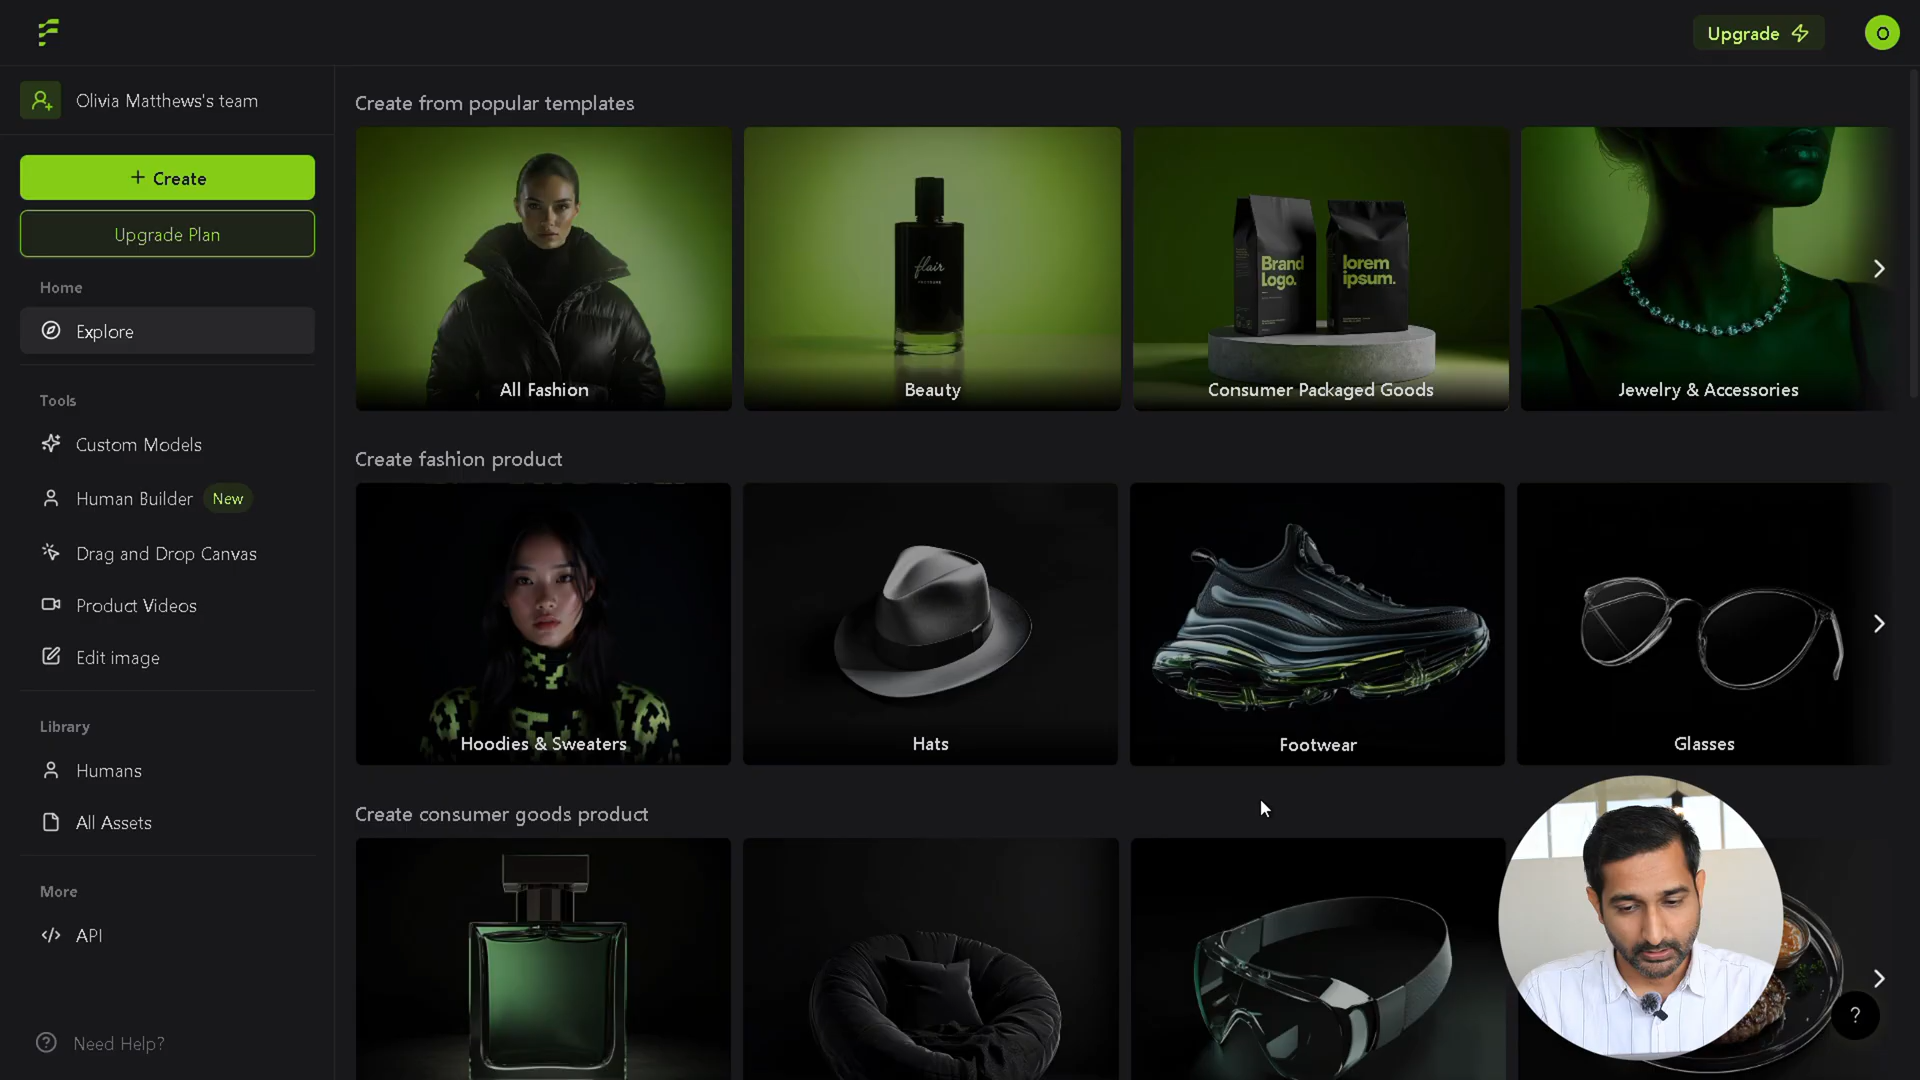 Upgrade
O
Olivia Matthews's team
+ Create
Upgrade Plan
Home
Explore
Tools
Custom Models
Human Builder New
Drag and Drop Canvas
Product Videos
Edit image
Library
Humans
All Assets
More
</> API
Need Help?
Create from popular templates
All Fashion
flair
Beauty
Brand Logo.
lorem ipsum.
Consumer Packaged Goods
Jewelry & Accessories
Create fashion product
Hoodies & Sweaters
Hats
Footwear
Glasses
Create consumer goods product
?